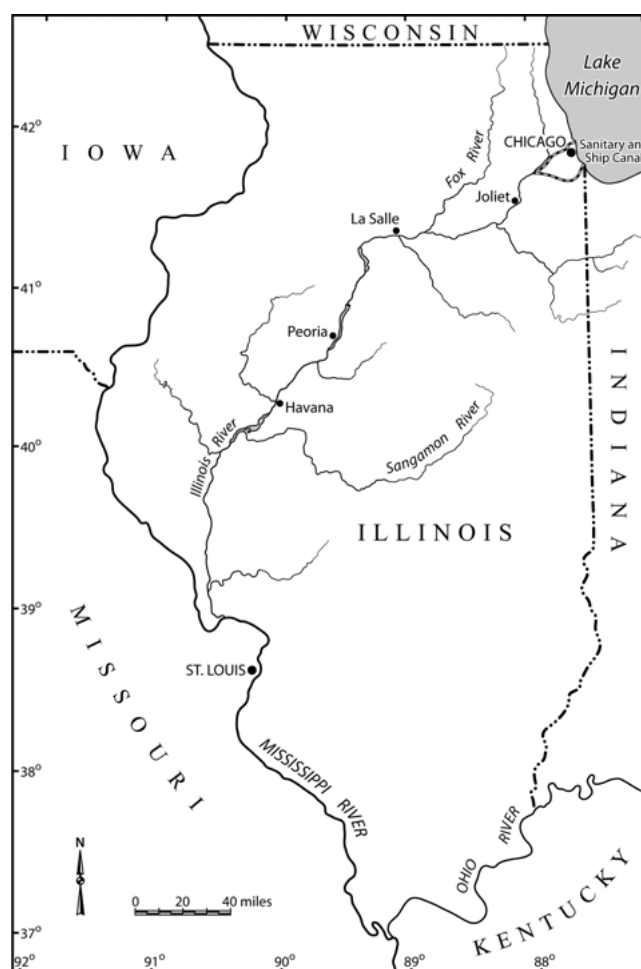 WISCONSIN
Lake
Michigan
42°
IOWA
CHICAGO
Sanitary and
Ship Canal
Fox River
Joliet
La Salle
41°
Peoria
INDIANA
Havana
40°
Illinois River
Sangamon River
ILLINOIS
39°
MISSOURI
ST. LOUIS
38°
MISSISSIPPI RIVER
OHIO RIVER
KENTUCKY
N
0 20 40 miles
37°
92° 91° 90° 89° 88°